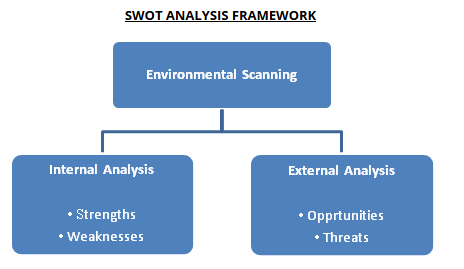 SWOT ANALYSIS FRAMEWORK
Environmental Scanning
Internal Analysis
• Strengths
• Weaknesses
External Analysis
• Opprtunities
• Threats